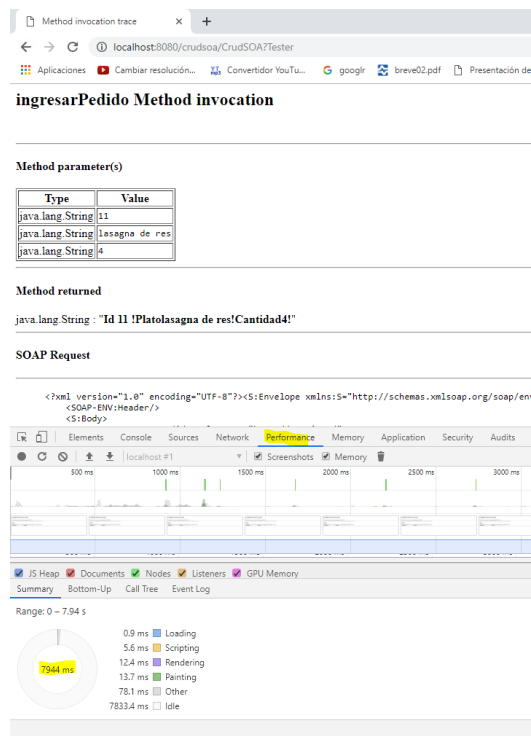 Method invocation trace × +
localhost:8080/crudsoa/CrudSOA?Tester
Aplicaciones Cambiar resolución... Convertidor YouTu... googlr breve02.pdf Presentación de
ingresarPedido Method invocation
Method parameter(s)
Type Value
java.lang.String 11
java.lang.String lasagna de res
java.lang.String 4
Method returned
java.lang.String : "Id 11 !Platolasagna de res!Cantidad4!"
SOAP Request
<?xml version="1.0" encoding="UTF-8"?><S:Envelope xmlns:S="http://schemas.xmlsoap.org/soap/env
<SOAP-ENV:Header/>
<S:Body>
Elements Console Sources Network Performance Memory Application Security Audits
localhost #1 Screenshots Memory
500 ms 1000 ms 1500 ms 2000 ms 2500 ms 3000 ms
JS Heap Documents Nodes Listeners GPU Memory
Summary Bottom-Up Call Tree Event Log
Range: 0 – 7.94 s
7944 ms
0.9 ms Loading
5.6 ms Scripting
12.4 ms Rendering
13.7 ms Painting
78.1 ms Other
7833.4 ms Idle